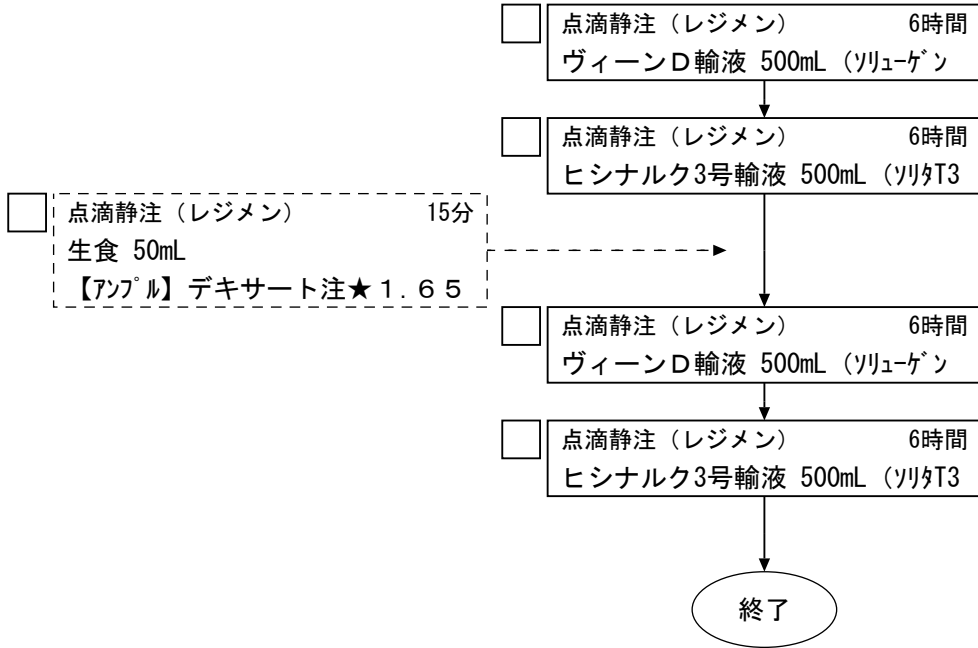 点滴静注（レジメン） 6時間
ヴィーンＤ輸液 500mL（ｿﾘｭｰｹﾞﾝ
点滴静注（レジメン） 6時間
ヒシナルク3号輸液 500mL（ｿﾘﾀT3
点滴静注（レジメン） 15分
生食 50mL
【ｱﾝﾌﾟﾙ】デキサート注★１．６５
点滴静注（レジメン） 6時間
ヴィーンＤ輸液 500mL（ｿﾘｭｰｹﾞﾝ
点滴静注（レジメン） 6時間
ヒシナルク3号輸液 500mL（ｿﾘﾀT3
終了